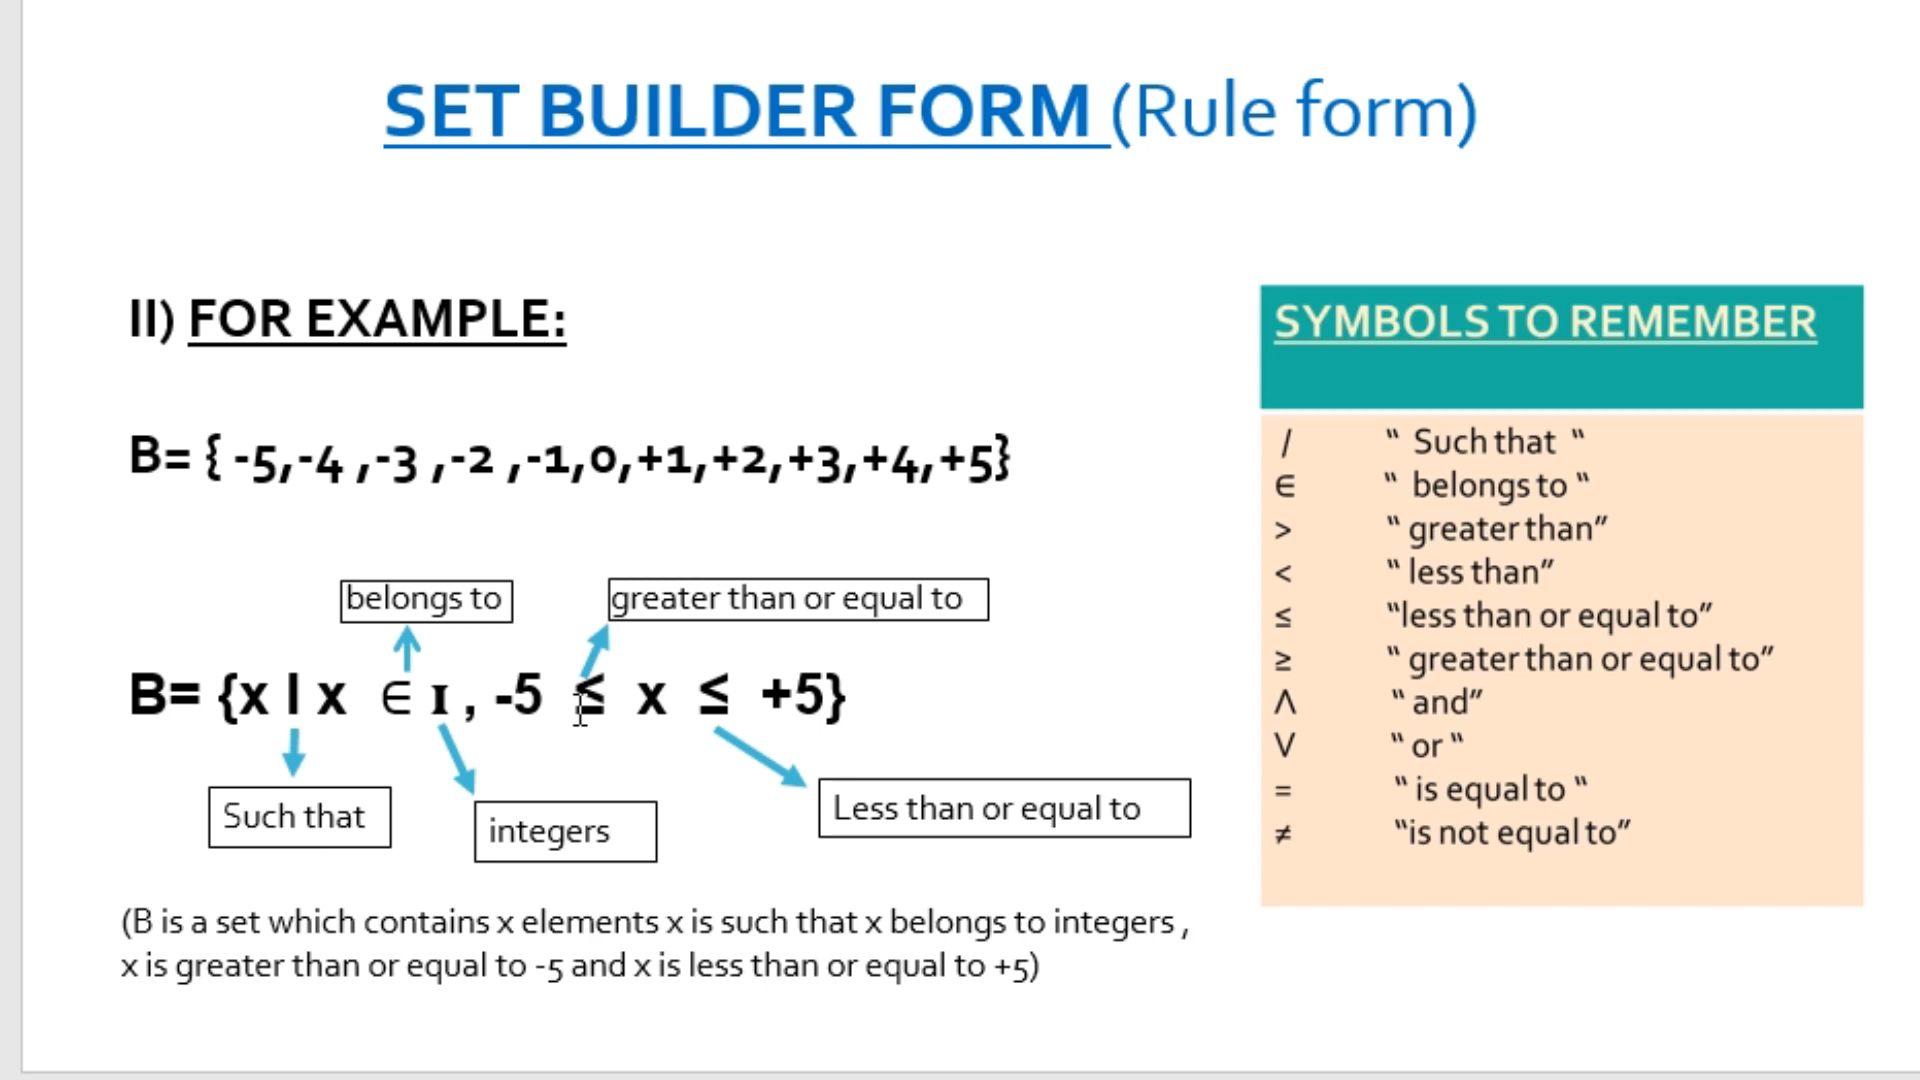 SET BUILDER FORM (Rule form)
II) FOR EXAMPLE:
B= { -5,-4 ,-3 ,-2 ,-1,0,+1,+2,+3,+4,+5}
belongs to
greater than or equal to
B= {x | x ∈ I , -5 ≤ x ≤ +5}
Such that
integers
Less than or equal to
(B is a set which contains x elements x is such that x belongs to integers ,
x is greater than or equal to -5 and x is less than or equal to +5)
SYMBOLS TO REMEMBER
/ “ Such that “
∈ “ belongs to “
> “ greater than”
< “ less than”
≤ “less than or equal to”
≥ “ greater than or equal to”
Λ “ and”
V “ or “
= “ is equal to “
≠ “is not equal to”